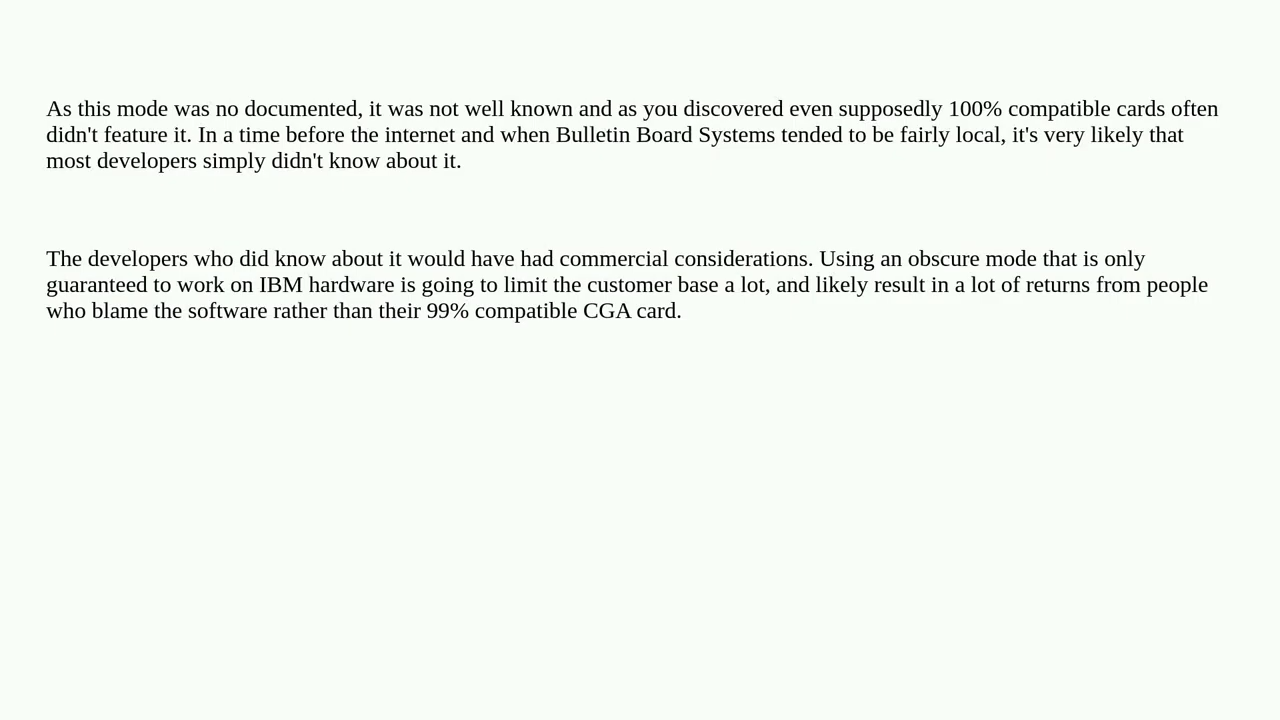 As this mode was no documented, it was not well known and as you discovered even supposedly 100% compatible cards often
didn't feature it. In a time before the internet and when Bulletin Board Systems tended to be fairly local, it's very likely that
most developers simply didn't know about it.
The developers who did know about it would have had commercial considerations. Using an obscure mode that is only
guaranteed to work on IBM hardware is going to limit the customer base a lot, and likely result in a lot of returns from people
who blame the software rather than their 99% compatible CGA card.